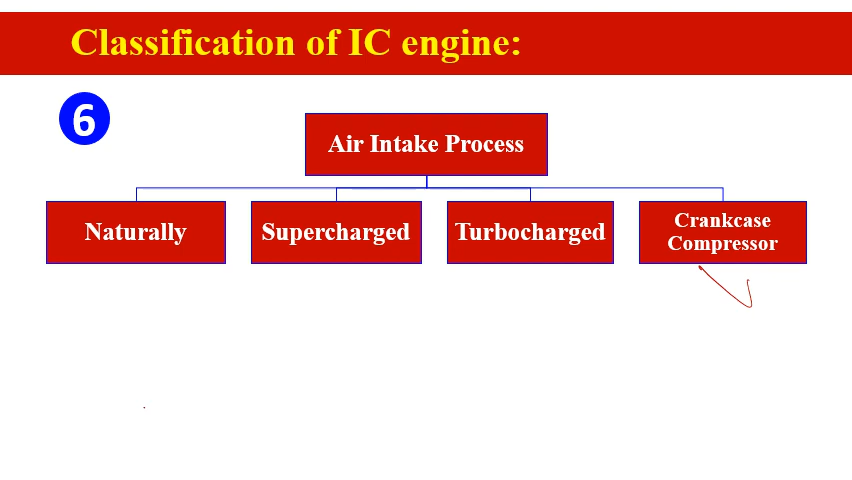 Classification of IC engine:
6
Air Intake Process
Naturally
Supercharged
Turbocharged
Crankcase
Compressor